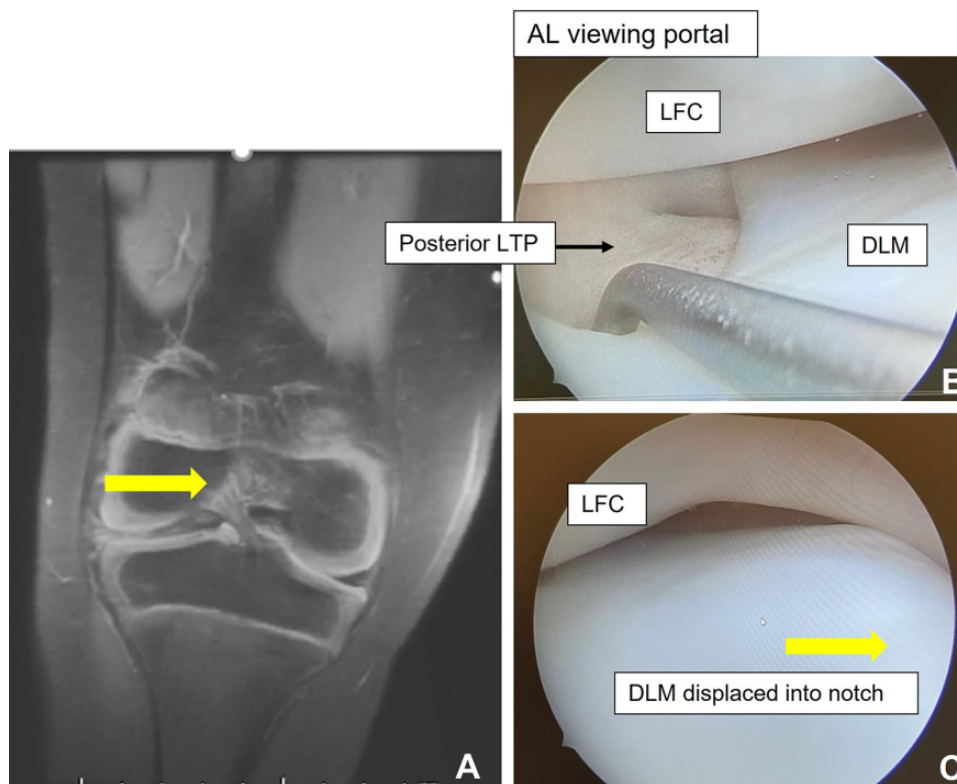 AL viewing portal
LFC
Posterior LTP
DLM
B
A
LFC
DLM displaced into notch
C